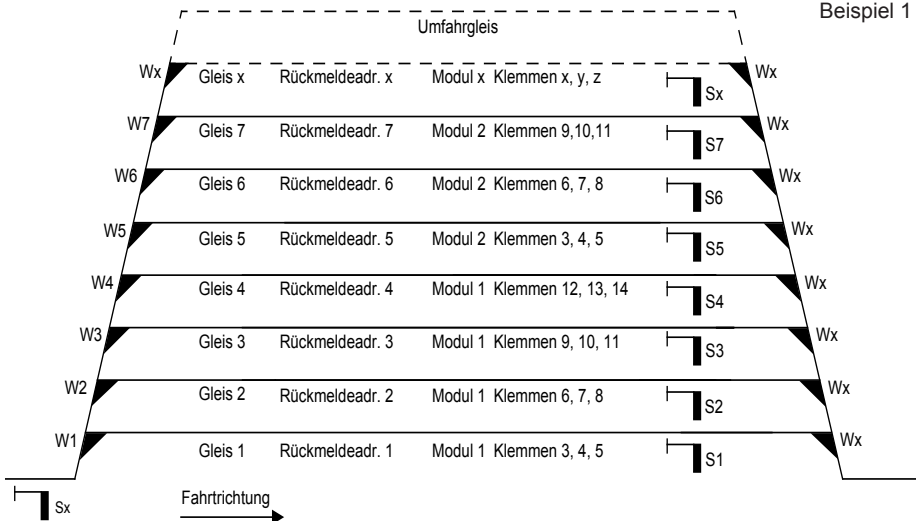 Beispiel 1
Umfahrgleis
Wx Gleis x Rückmeldeadr. x Modul x Klemmen x, y, z Sx Wx
W7 Gleis 7 Rückmeldeadr. 7 Modul 2 Klemmen 9,10,11 S7 Wx
W6 Gleis 6 Rückmeldeadr. 6 Modul 2 Klemmen 6, 7, 8 S6 Wx
W5 Gleis 5 Rückmeldeadr. 5 Modul 2 Klemmen 3, 4, 5 S5 Wx
W4 Gleis 4 Rückmeldeadr. 4 Modul 1 Klemmen 12, 13, 14 S4 Wx
W3 Gleis 3 Rückmeldeadr. 3 Modul 1 Klemmen 9, 10, 11 S3 Wx
W2 Gleis 2 Rückmeldeadr. 2 Modul 1 Klemmen 6, 7, 8 S2 Wx
W1 Gleis 1 Rückmeldeadr. 1 Modul 1 Klemmen 3, 4, 5 S1 Wx
Sx Fahrtrichtung